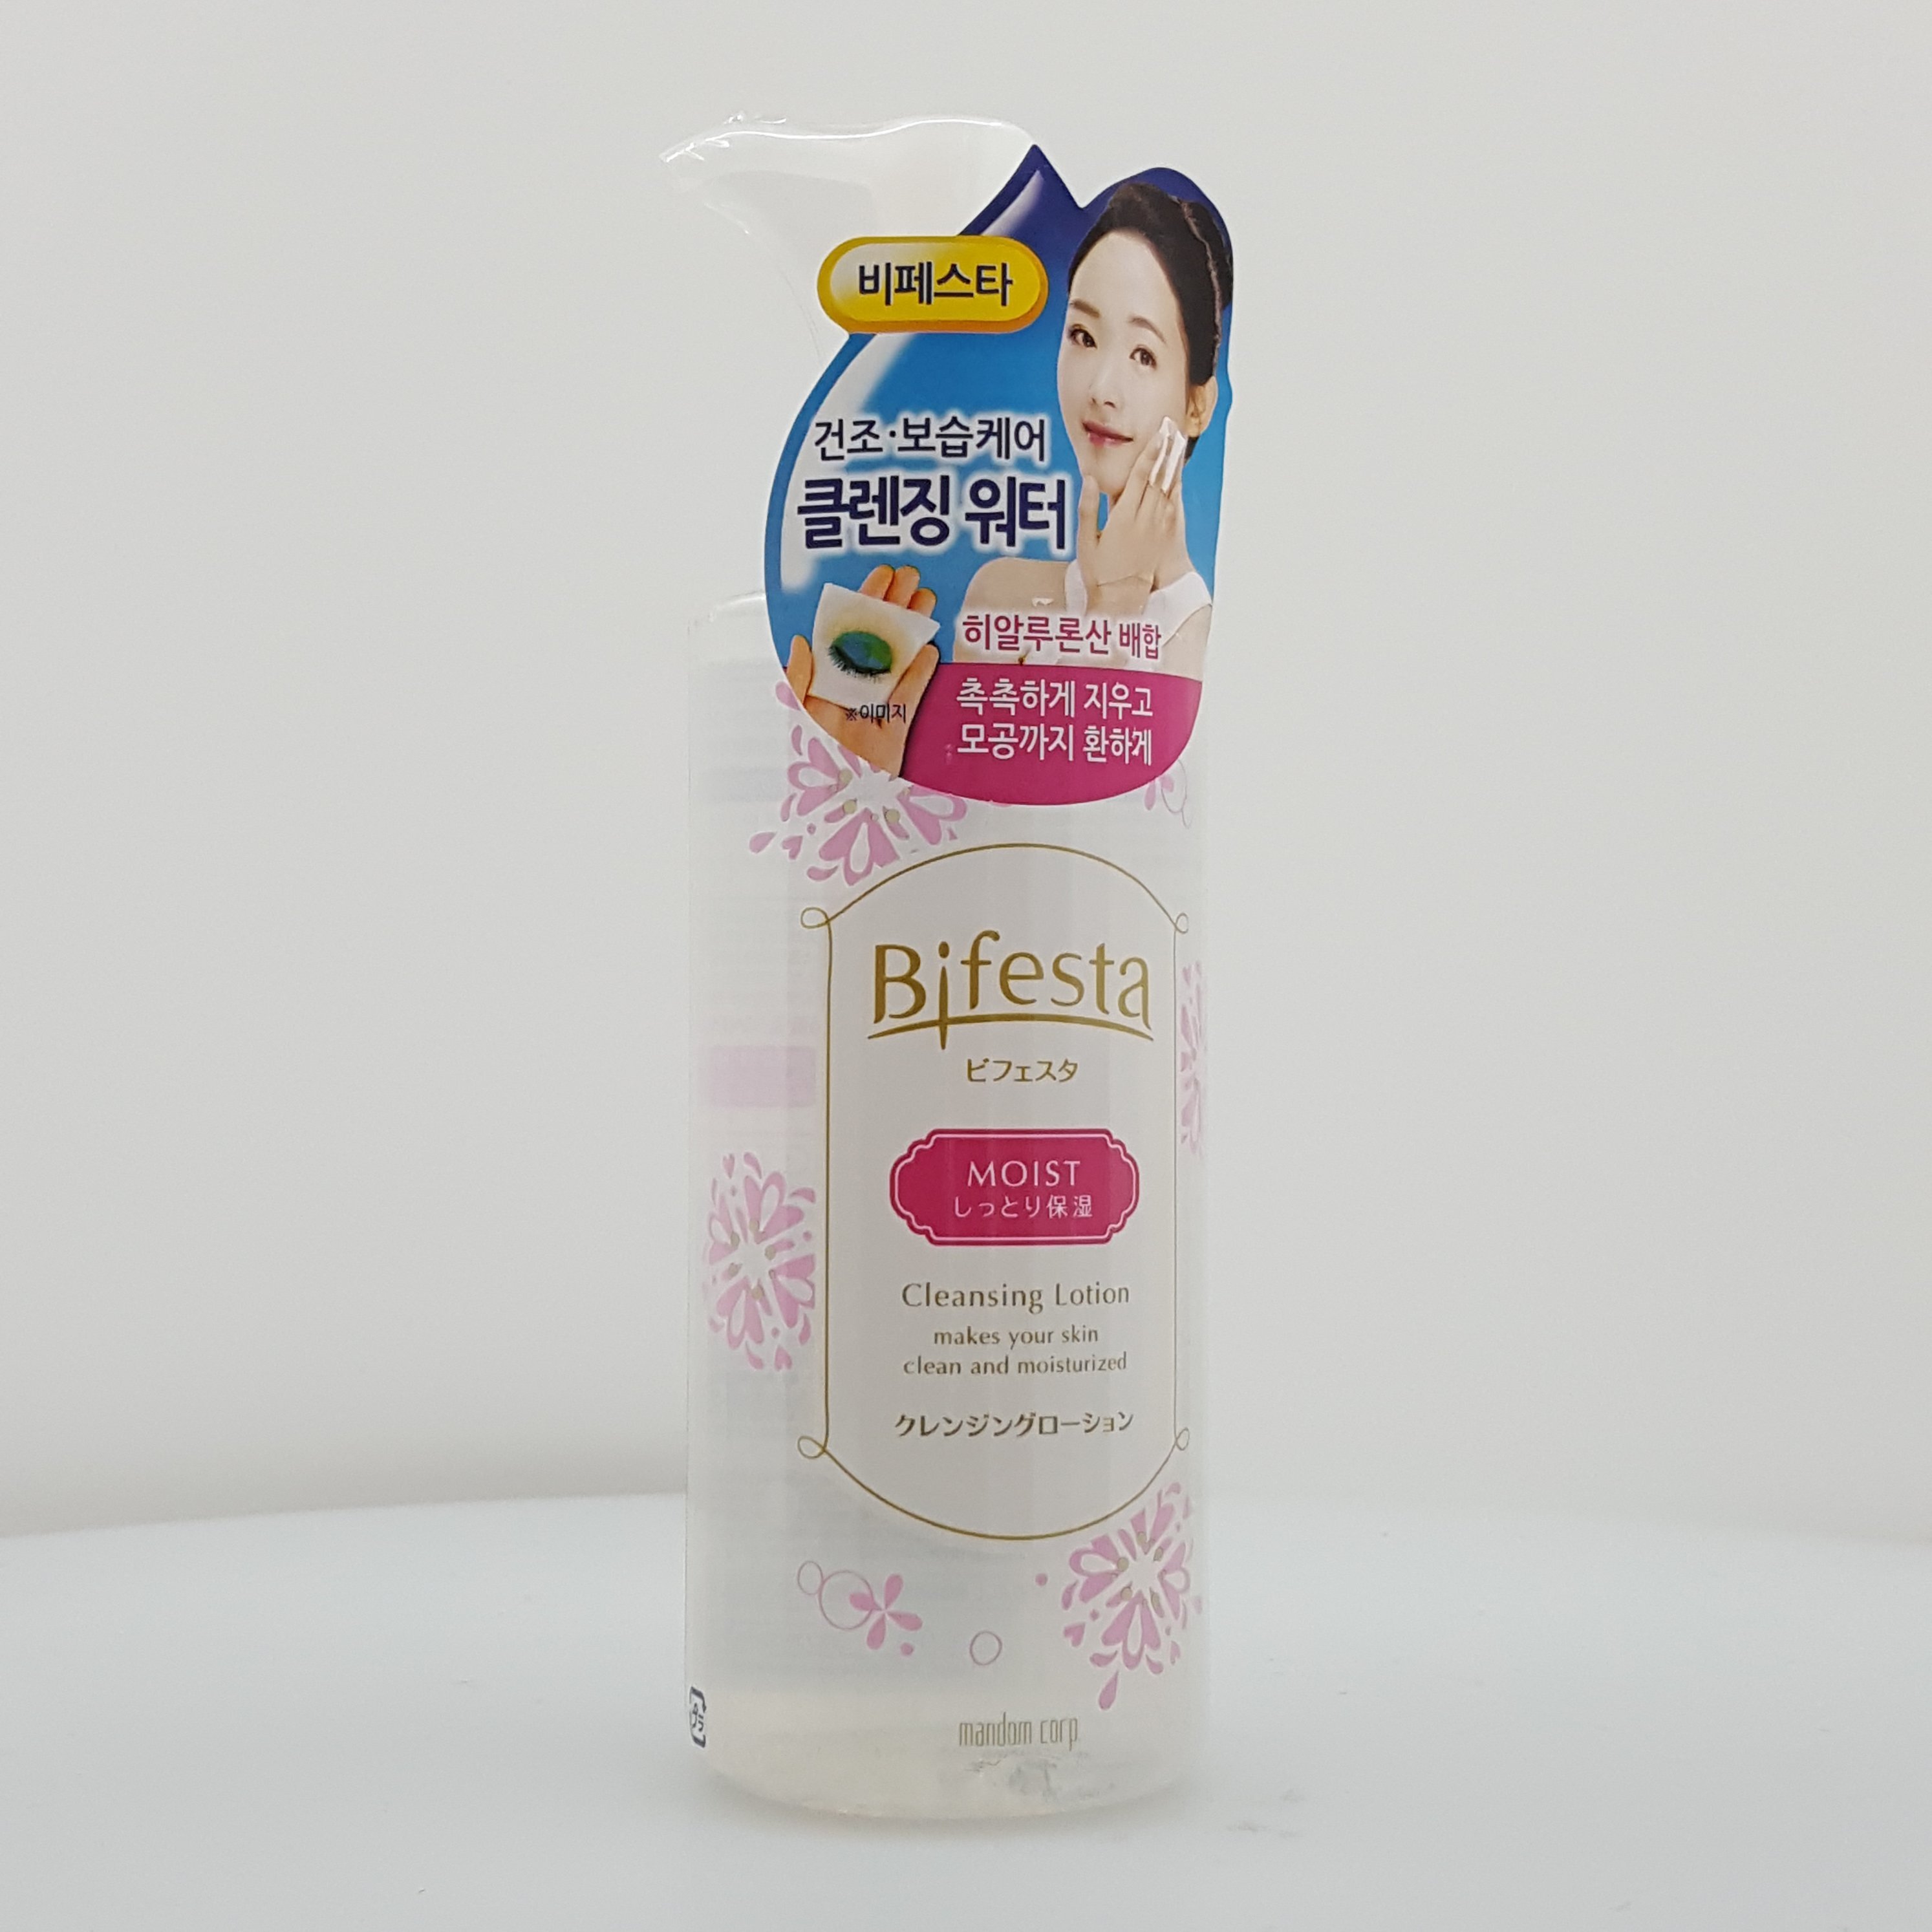 비페스타
건조·보습케어
클렌징 워터
히알루론산 배합
※이미지
촉촉하게 지우고
모공까지 환하게
Bifesta
ビフェスタ
MOIST
しっとり保湿
Cleansing Lotion
makes your skin
clean and moisturized
クレンジングローション
mandom corp.